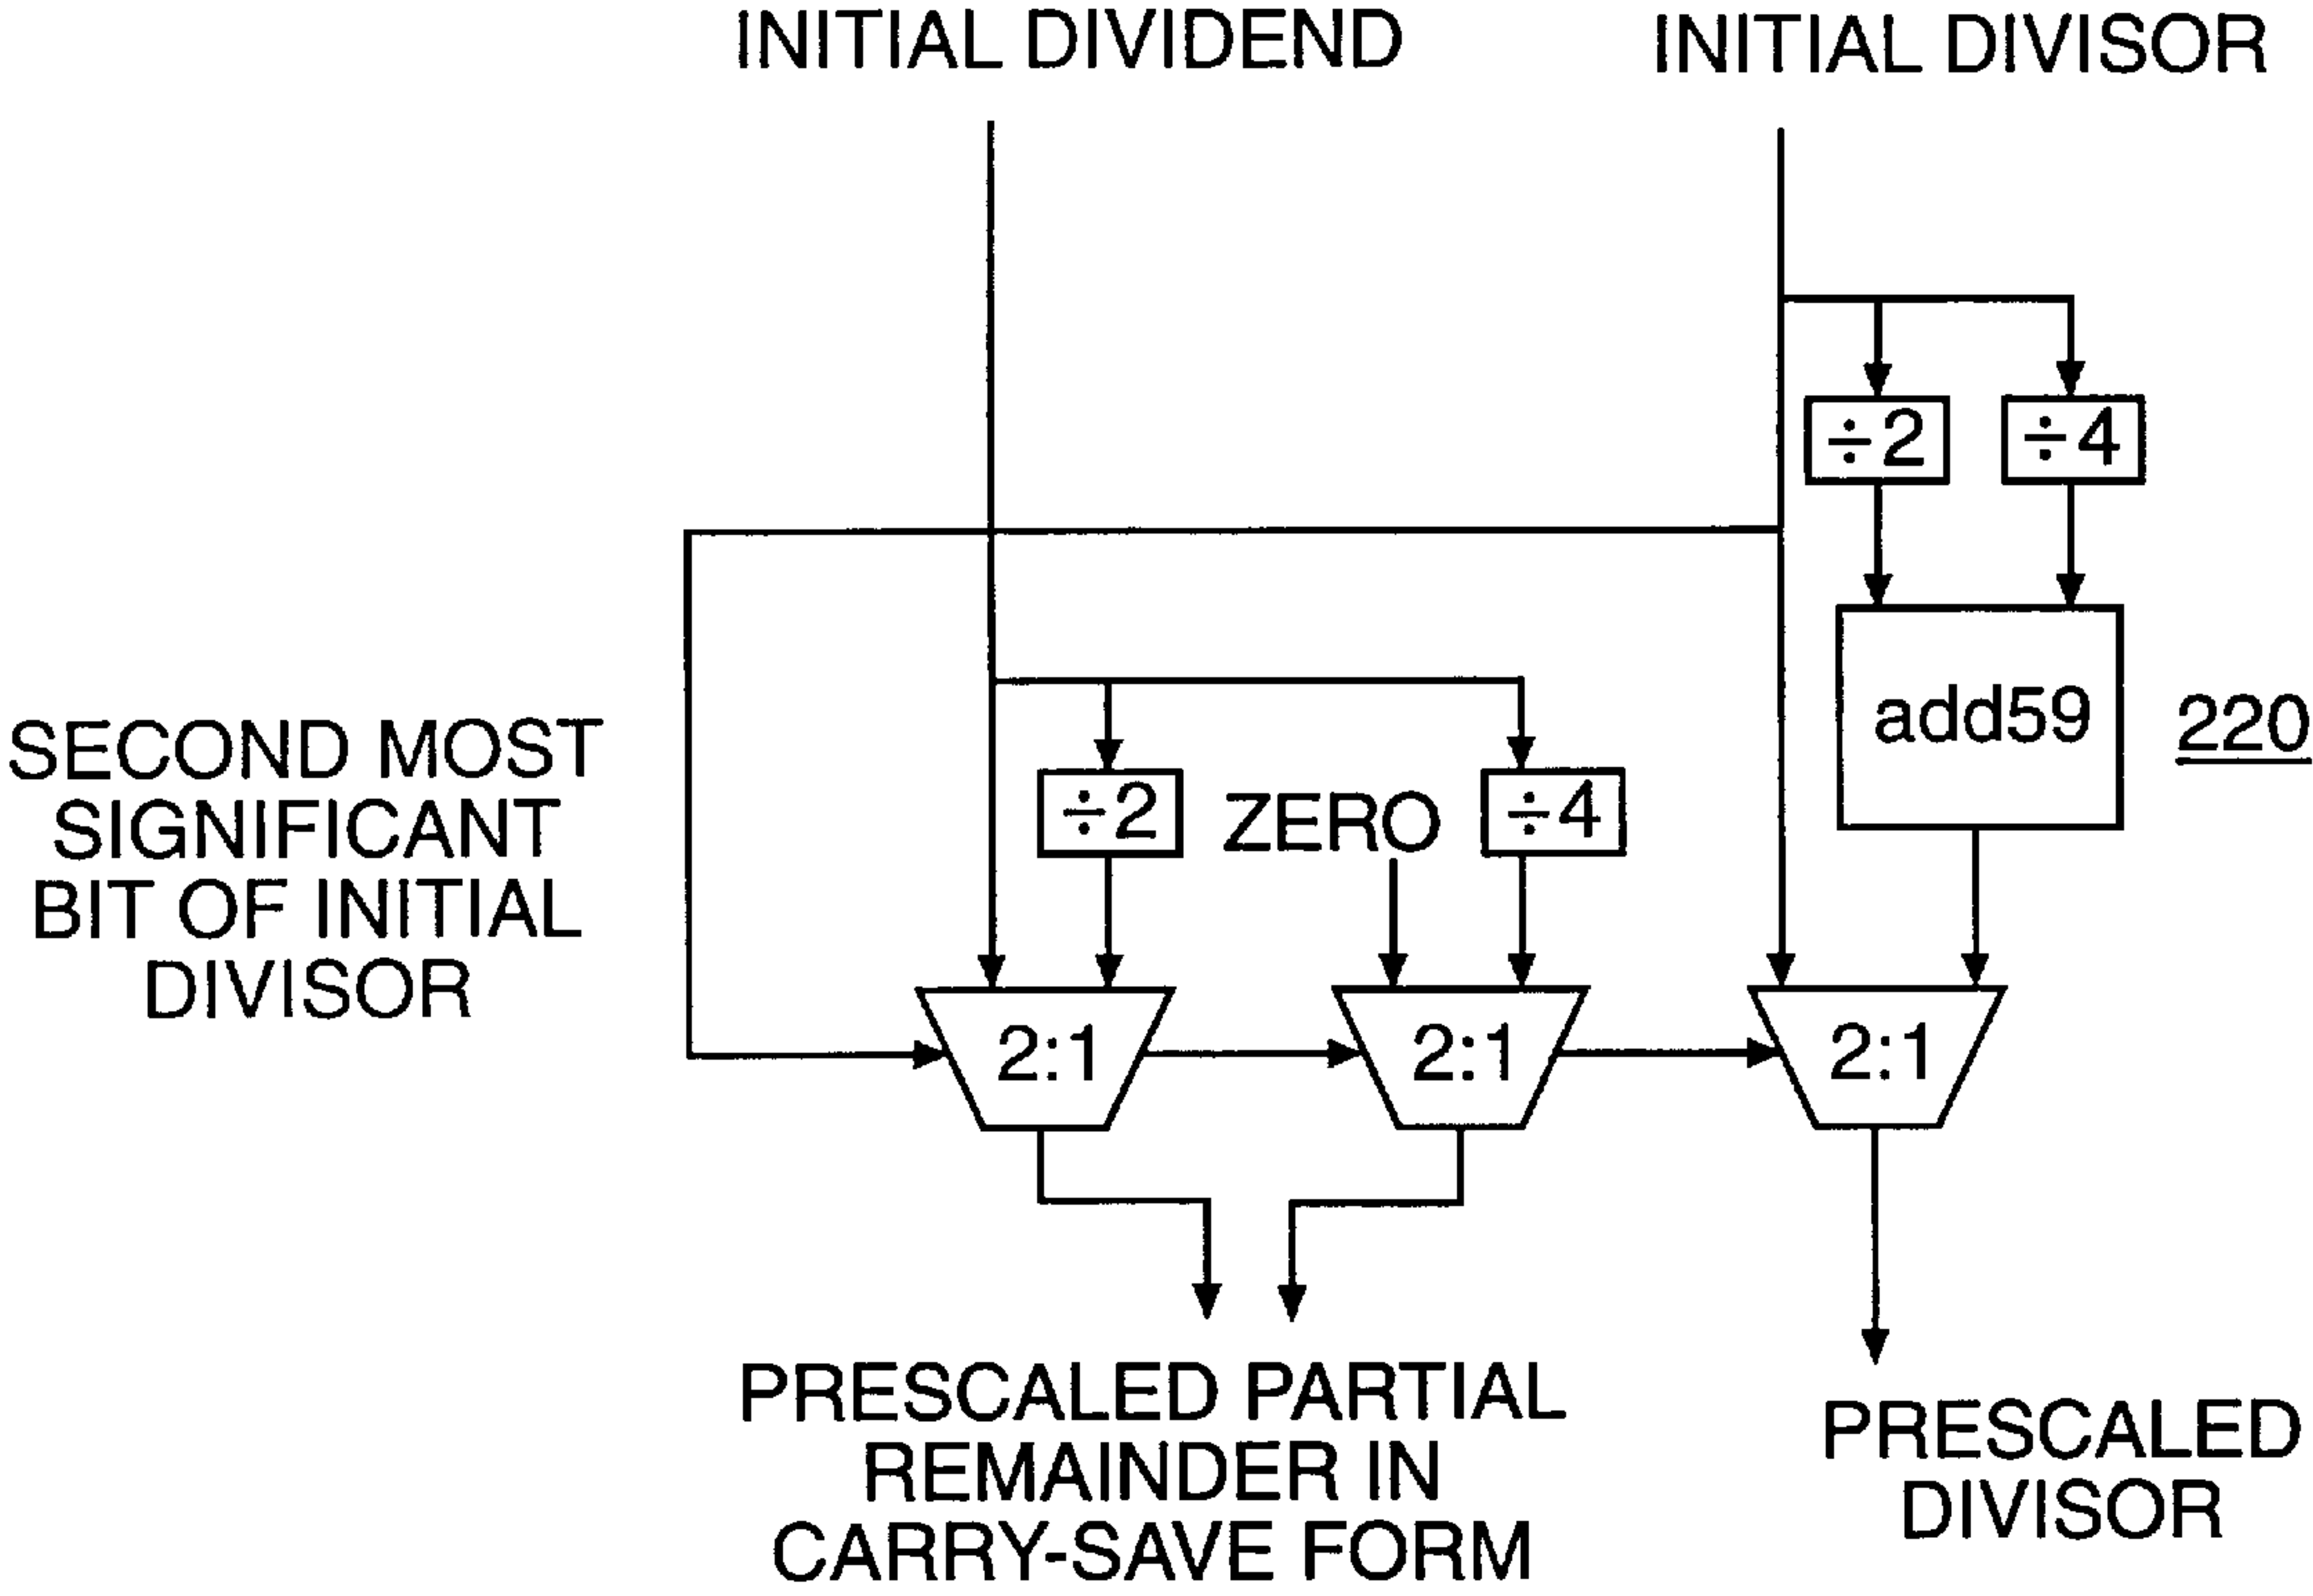 INITIAL DIVIDEND
INITIAL DIVISOR
÷2
÷4
add59
220
SECOND MOST
SIGNIFICANT
BIT OF INITIAL
DIVISOR
÷2
ZERO
÷4
2:1
2:1
2:1
PRESCALED PARTIAL
REMAINDER IN
CARRY-SAVE FORM
PRESCALED
DIVISOR